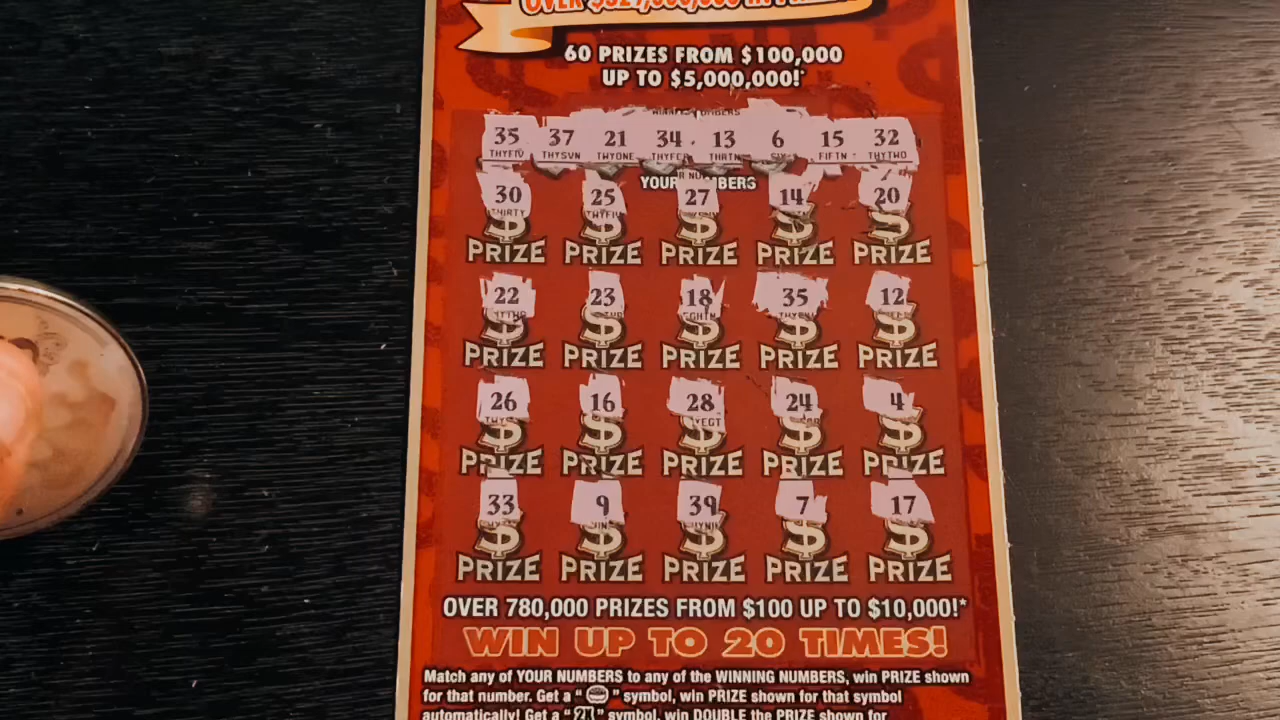 60 PRIZES FROM $100,000
UP TO $5,000,000!*
35 37 21 34 13 6 15 32
THYFIV THYSVN TWYONE THRTN SIX FIFTN THYTWO
YOUR NUMBERS
30 25 27 14 20
THIRTY
$ $ $ $ $
PRIZE PRIZE PRIZE PRIZE PRIZE
22 23 18 35 12
$ $ $ $ $
PRIZE PRIZE PRIZE PRIZE PRIZE
26 16 28 24 4
$ $ $ $ $
PRIZE PRIZE PRIZE PRIZE PRIZE
33 9 39 7 17
$ $ $ $ $
PRIZE PRIZE PRIZE PRIZE PRIZE
OVER 780,000 PRIZES FROM $100 UP TO $10,000!*
WIN UP TO 20 TIMES!
Match any of YOUR NUMBERS to any of the WINNING NUMBERS, win PRIZE shown
for that number. Get a " " symbol, win PRIZE shown for that symbol
automatically! Get a " " symbol, win DOUBLE the PRIZE shown for